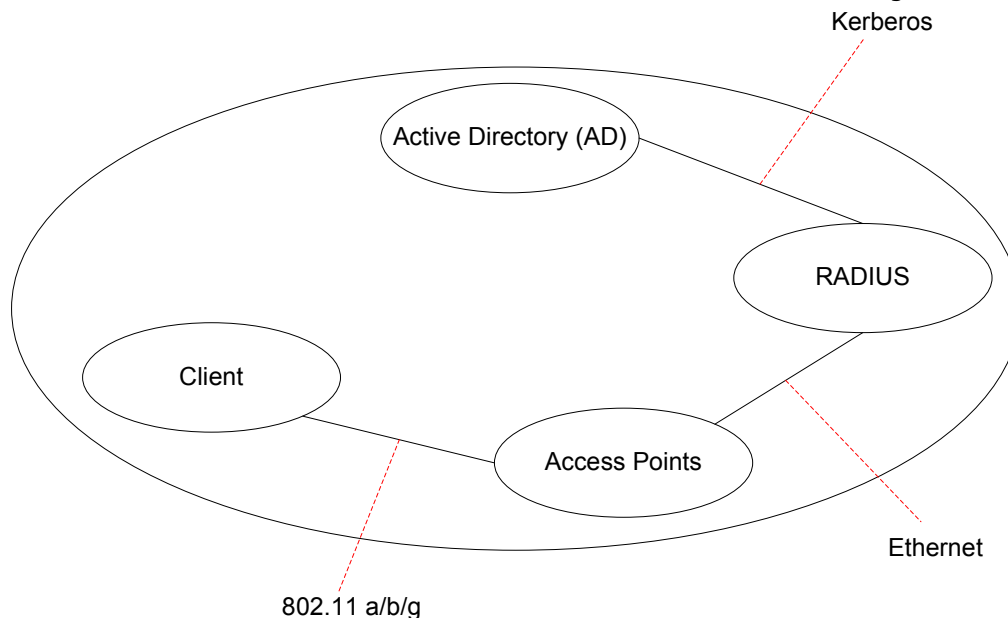 Kerberos
Active Directory (AD)
RADIUS
Client
Access Points
Ethernet
802.11 a/b/g